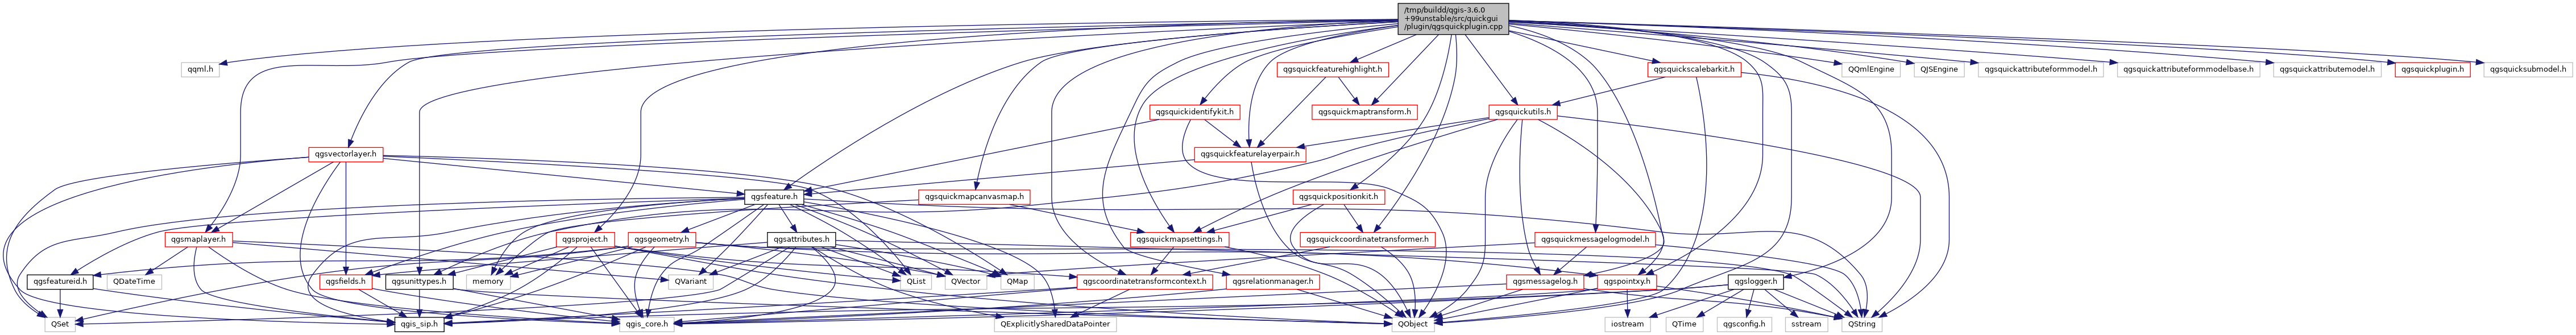 /tmp/buildd/qgis-3.6.0
+99unstable/src/quickgui
/plugin/qgsquickplugin.cpp
qqml.h
qgsquickfeaturehighlight.h
qgsquickscalebarkit.h
QQmlEngine
QJSEngine
qgsquickattributeformmodel.h
qgsquickattributeformmodelbase.h
qgsquickattributemodel.h
qgsquickplugin.h
qgsquicksubmodel.h
qgsquickidentifykit.h
qgsquickmaptransform.h
qgsquickutils.h
qgsvectorlayer.h
qgsquickfeaturelayerpair.h
qgsfeature.h
qgsquickmapcanvasmap.h
qgsquickpositionkit.h
qgsmaplayer.h
qgsproject.h
qgsgeometry.h
qgsattributes.h
qgsquickmapsettings.h
qgsquickcoordinatetransformer.h
qgsquickmessagelogmodel.h
qgsfeatureid.h
QDateTime
qgsfields.h
qgsunittypes.h
memory
QVariant
QList
QVector
QMap
qgscoordinatetransformcontext.h
qgsrelationmanager.h
qgsmessagelog.h
qgspointxy.h
qgslogger.h
QSet
qgis_sip.h
qgis_core.h
QExplicitlySharedDataPointer
QObject
iostream
QTime
qgsconfig.h
sstream
QString